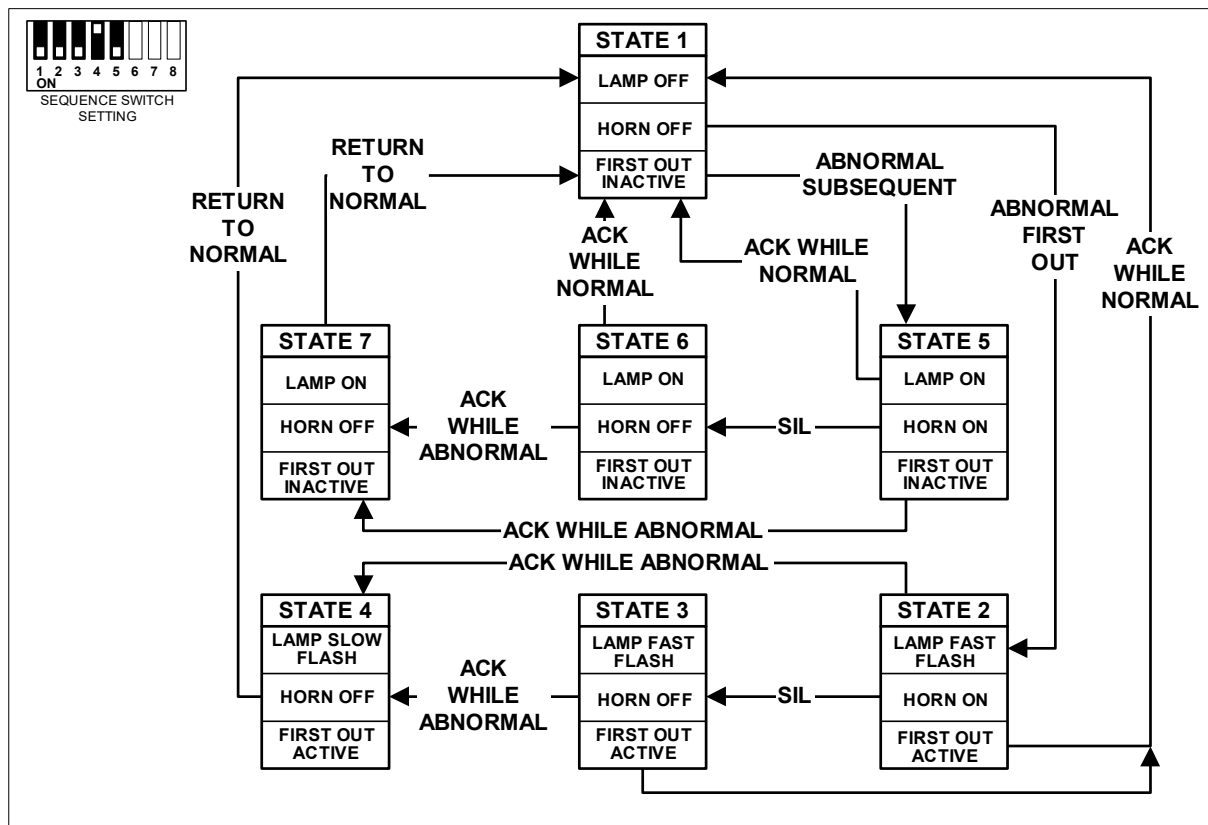 1 2 3 4 5 6 7 8
ON
SEQUENCE SWITCH
SETTING
STATE 1
LAMP OFF
HORN OFF
FIRST OUT
INACTIVE
RETURN
TO
NORMAL
RETURN
TO
NORMAL
ABNORMAL
SUBSEQUENT
ABNORMAL
FIRST
OUT
ACK
WHILE
NORMAL
ACK
WHILE
NORMAL
ACK WHILE
NORMAL
STATE 7
LAMP ON
HORN OFF
FIRST OUT
INACTIVE
ACK
WHILE
ABNORMAL
STATE 6
LAMP ON
HORN OFF
FIRST OUT
INACTIVE
SIL
STATE 5
LAMP ON
HORN ON
FIRST OUT
INACTIVE
ACK WHILE ABNORMAL
ACK WHILE ABNORMAL
STATE 4
LAMP SLOW
FLASH
HORN OFF
FIRST OUT
ACTIVE
ACK
WHILE
ABNORMAL
STATE 3
LAMP FAST
FLASH
HORN OFF
FIRST OUT
ACTIVE
SIL
STATE 2
LAMP FAST
FLASH
HORN ON
FIRST OUT
ACTIVE